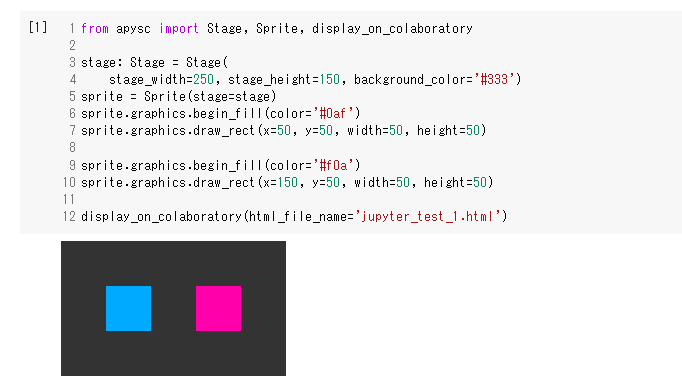 [1] 1 from apysc import Stage, Sprite, display_on_colaboratory
2
3 stage: Stage = Stage(
4     stage_width=250, stage_height=150, background_color='#333')
5 sprite = Sprite(stage=stage)
6 sprite.graphics.begin_fill(color='#0af')
7 sprite.graphics.draw_rect(x=50, y=50, width=50, height=50)
8
9 sprite.graphics.begin_fill(color='#f0a')
10 sprite.graphics.draw_rect(x=150, y=50, width=50, height=50)
11
12 display_on_colaboratory(html_file_name='jupyter_test_1.html')